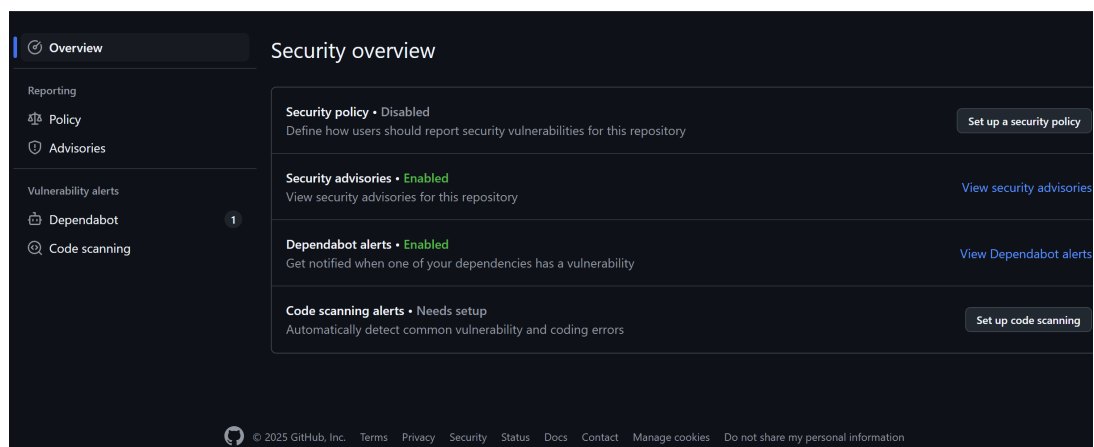 Overview
Reporting
Policy
Advisories
Vulnerability alerts
Dependabot 1
Code scanning
Security overview
Security policy • Disabled
Define how users should report security vulnerabilities for this repository
Set up a security policy
Security advisories • Enabled
View security advisories for this repository
View security advisories
Dependabot alerts • Enabled
Get notified when one of your dependencies has a vulnerability
View Dependabot alerts
Code scanning alerts • Needs setup
Automatically detect common vulnerability and coding errors
Set up code scanning
© 2025 GitHub, Inc. Terms Privacy Security Status Docs Contact Manage cookies Do not share my personal information